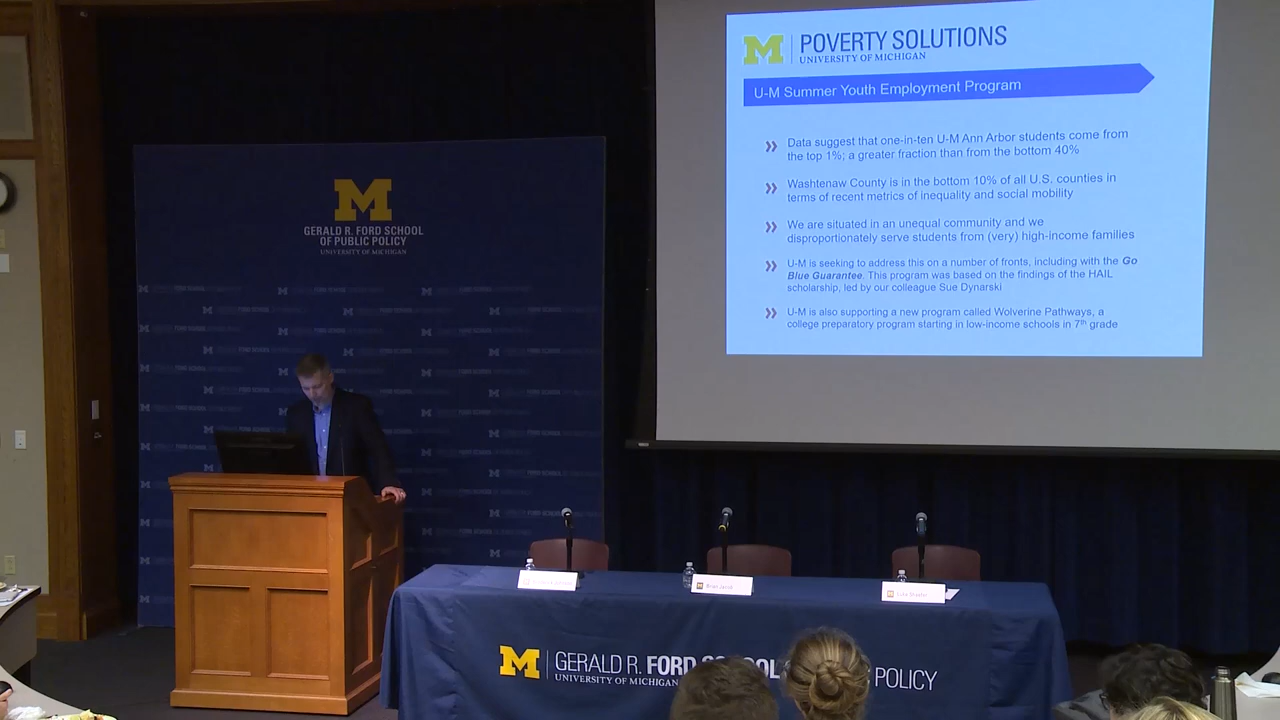 M POVERTY SOLUTIONS
UNIVERSITY OF MICHIGAN
U-M Summer Youth Employment Program
Data suggest that one-in-ten U-M Ann Arbor students come from
the top 1%; a greater fraction than from the bottom 40%
Washtenaw County is in the bottom 10% of all U.S. counties in
terms of recent metrics of inequality and social mobility
We are situated in an unequal community and we
disproportionately serve students from (very) high-income families
U-M is seeking to address this on a number of fronts, including with the Go
Blue Guarantee. This program was based on the findings of the HAIL
scholarship, led by our colleague Sue Dynarski
U-M is also supporting a new program called Wolverine Pathways, a
college preparatory program starting in low-income schools in 7th grade
M
GERALD R. FORD SCHOOL
OF PUBLIC POLICY
UNIVERSITY OF MICHIGAN
Brian Jacob
Luke Shaefer
M GERALD R. FORD POLICY
UNIVERSITY OF MICHIGAN